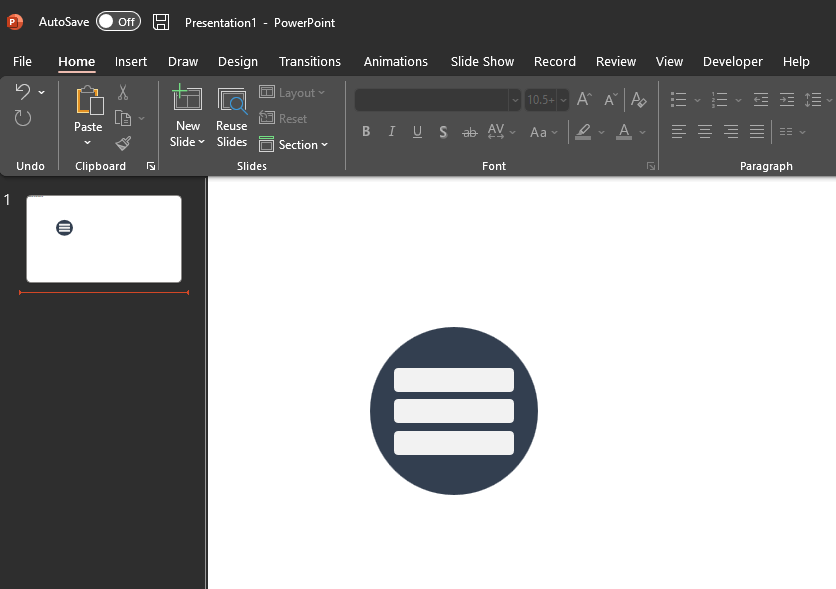 P AutoSave Off Presentation1 - PowerPoint
File Home Insert Draw Design Transitions Animations Slide Show Record Review View Developer Help
Paste
New Slide
Reuse Slides
Layout
Reset
Section
10.5+ A A A
B I U S ab AV Aa A
Undo Clipboard Slides Font Paragraph
1